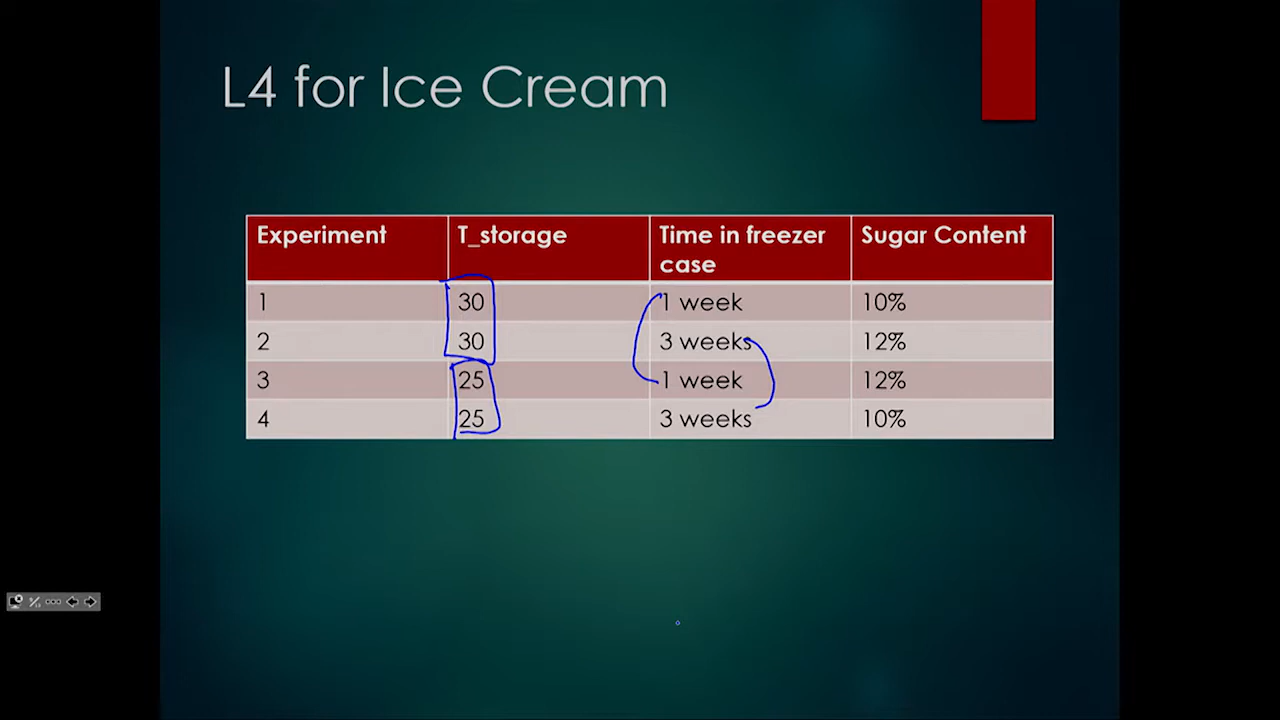 L4 for Ice Cream
Experiment T_storage Time in freezer case Sugar Content
1 30 1 week 10%
2 30 3 weeks 12%
3 25 1 week 12%
4 25 3 weeks 10%